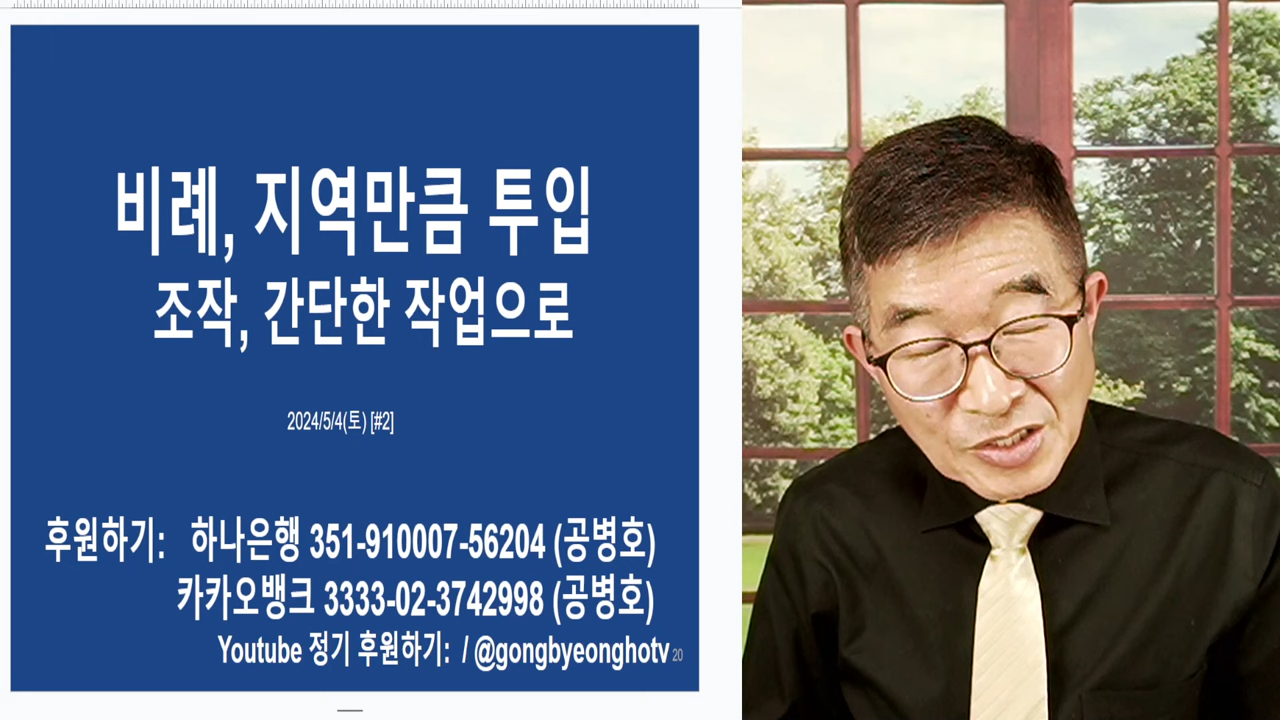 비례, 지역만큼 투입
조작, 간단한 작업으로
2024/5/4(토) [#2]
후원하기: 하나은행 351-910007-56204 (공병호)
카카오뱅크 3333-02-3742998 (공병호)
Youtube 정기 후원하기: / @gongbyeonghotv 20